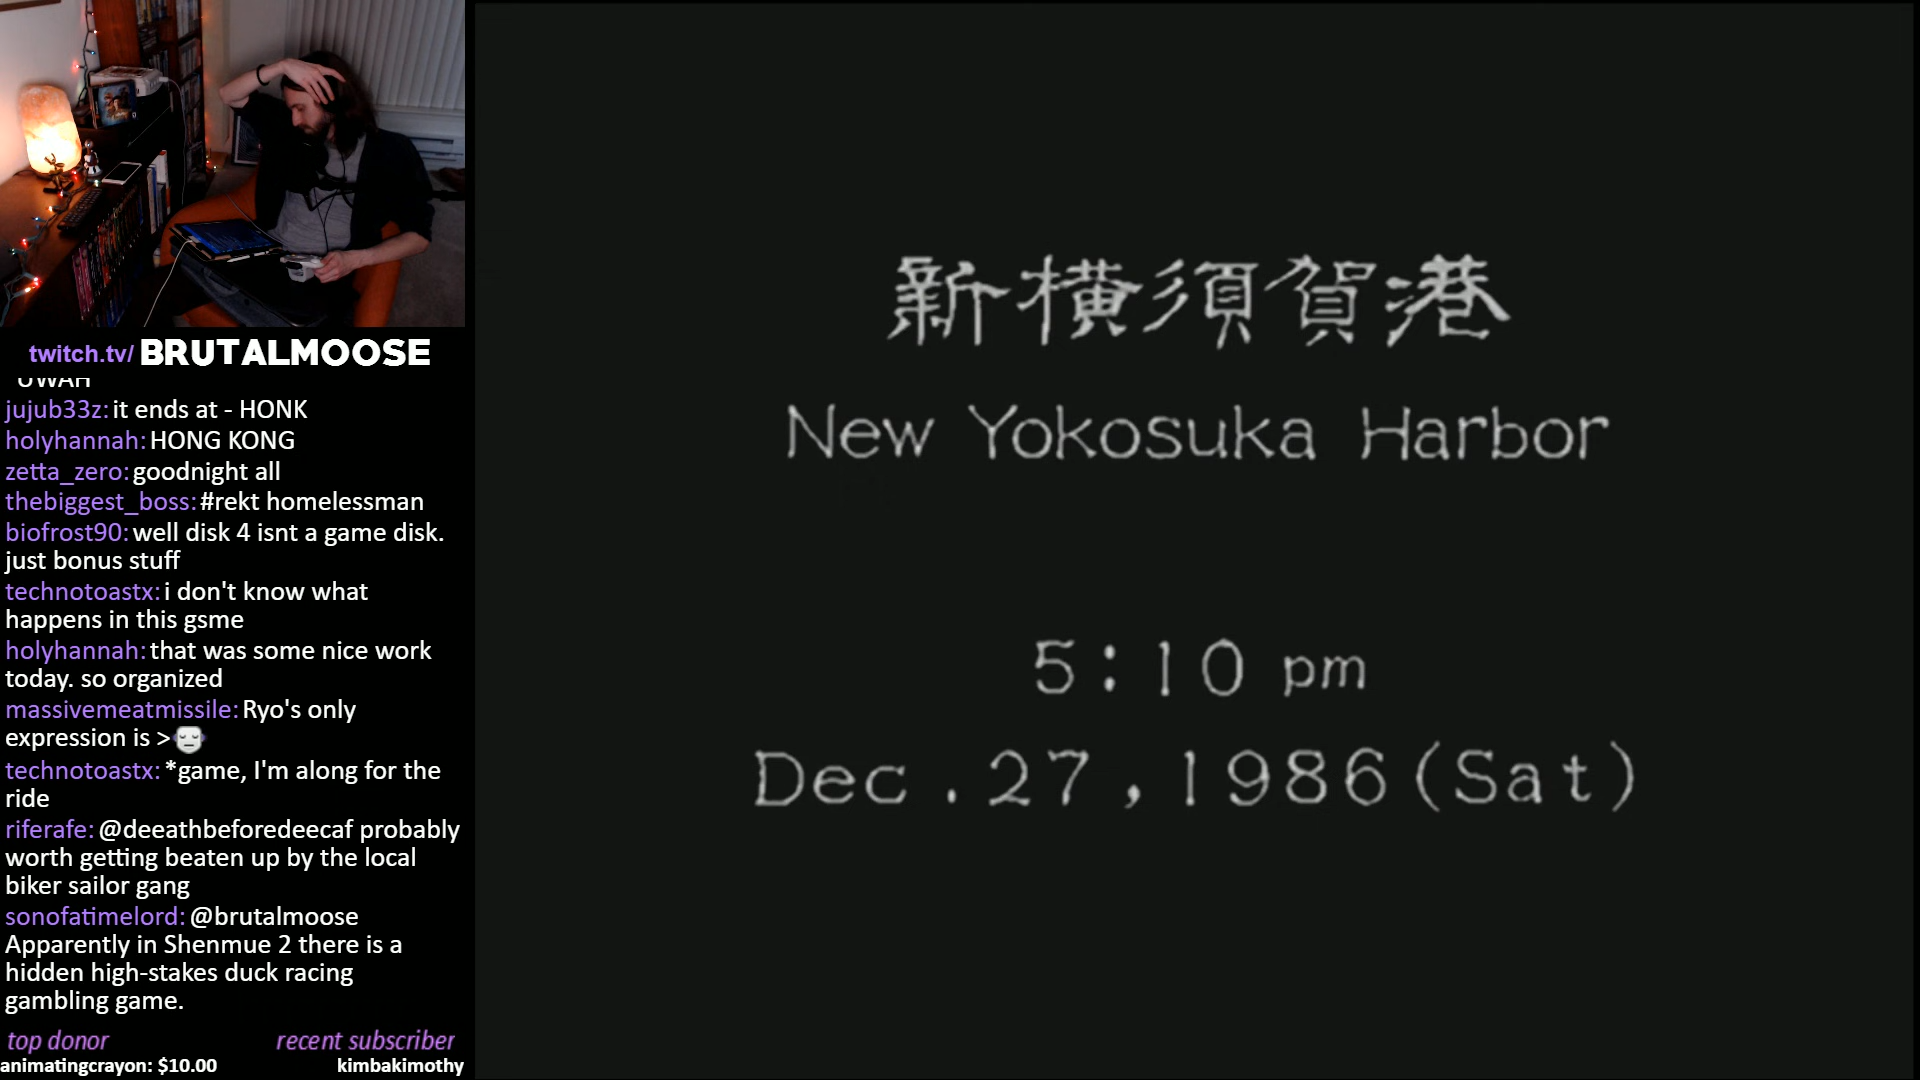 twitch.tv/ BRUTALMOOSE
UWAH
jujub33z: it ends at - HONK
holyhannah: HONG KONG
zetta_zero: goodnight all
thebiggest_boss: #rekt homelessman
biofrost90: well disk 4 isnt a game disk.
just bonus stuff
technotoastx: i don't know what
happens in this gsme
holyhannah: that was some nice work
today. so organized
massivemeatmissile: Ryo's only
expression is >
technotoastx: *game, I'm along for the
ride
riferafe: @deeathbeforedeecaf probably
worth getting beaten up by the local
biker sailor gang
sonofatimelord: @brutalmoose
Apparently in Shenmue 2 there is a
hidden high-stakes duck racing
gambling game.
top donor
recent subscriber
animatingcrayon: $10.00
kimbakimothy
新横須賀港
New Yokosuka Harbor
5:10 pm
Dec.27,1986(Sat)